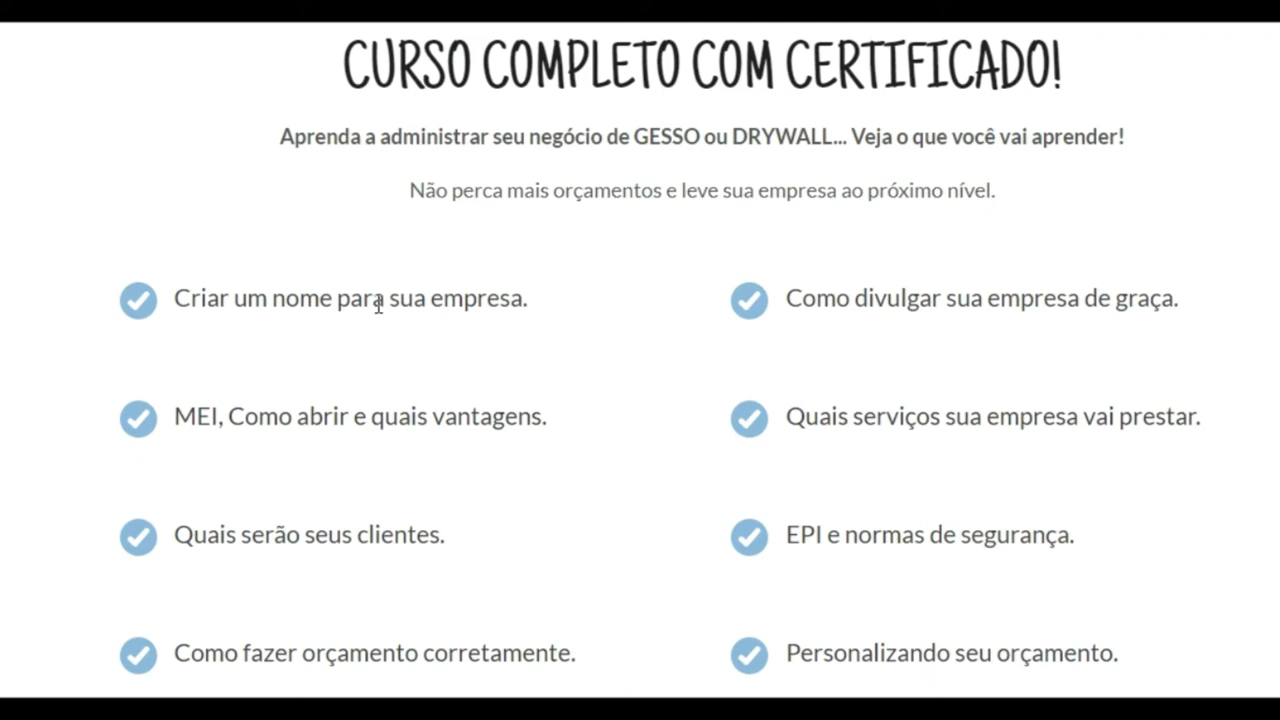 CURSO COMPLETO COM CERTIFICADO!
Aprenda a administrar seu negócio de GESSO ou DRYWALL... Veja o que você vai aprender!
Não perca mais orçamentos e leve sua empresa ao próximo nível.
Criar um nome para sua empresa.
Como divulgar sua empresa de graça.
MEI, Como abrir e quais vantagens.
Quais serviços sua empresa vai prestar.
Quais serão seus clientes.
EPI e normas de segurança.
Como fazer orçamento corretamente.
Personalizando seu orçamento.